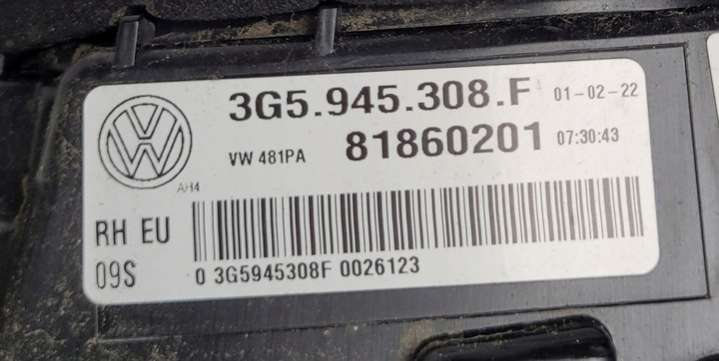 3G5.945.308.F 01-02-22
VW 481PA 81860201 07:30:43
AH4
RH EU
09S
0 3G5945308F 0026123